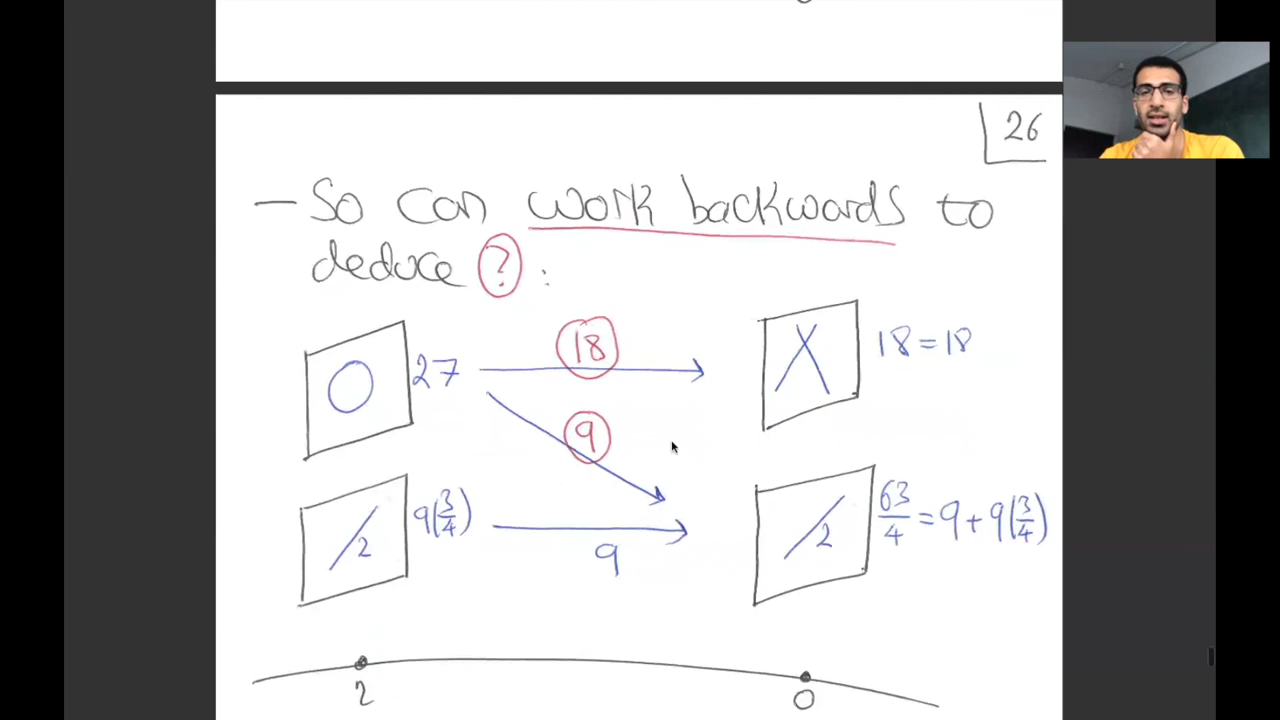 26
- So can work backwards to
deduce ? :
27
18
18 = 18
9
2
9(3/4)
9
2
63/4 = 9 + 9(3/4)
2
0